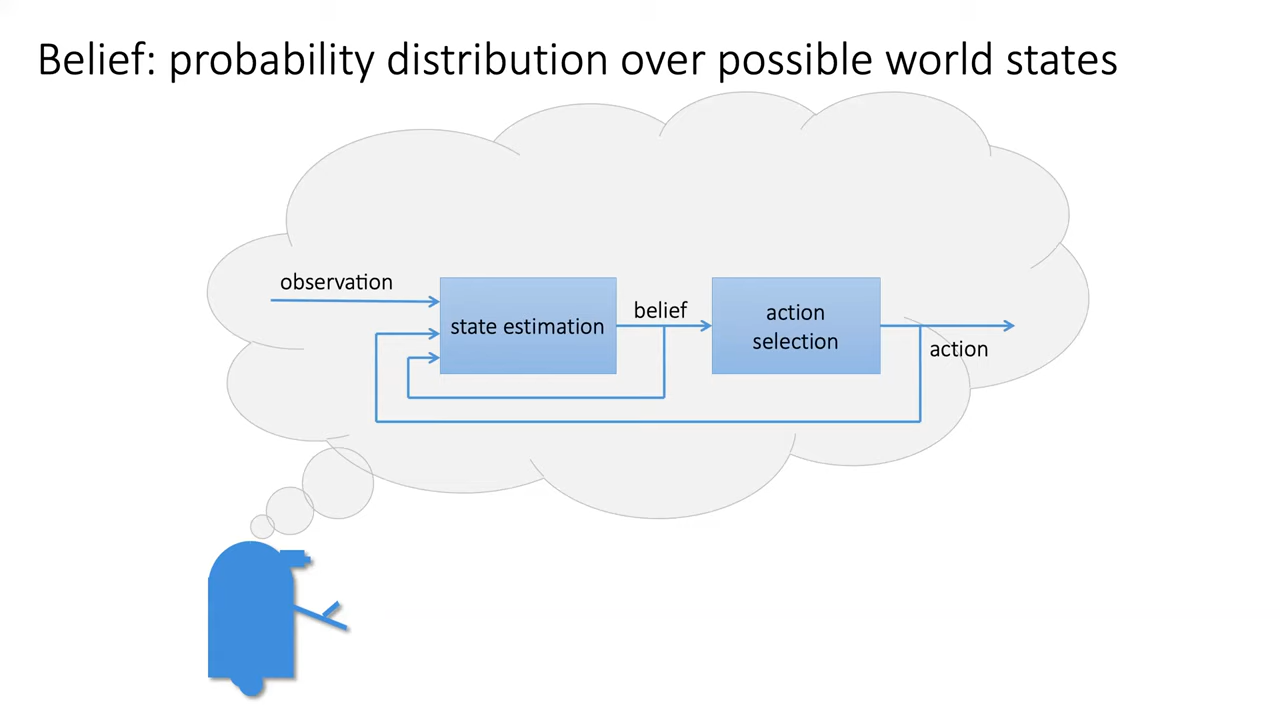 Belief: probability distribution over possible world states
observation
state estimation
belief
action
selection
action